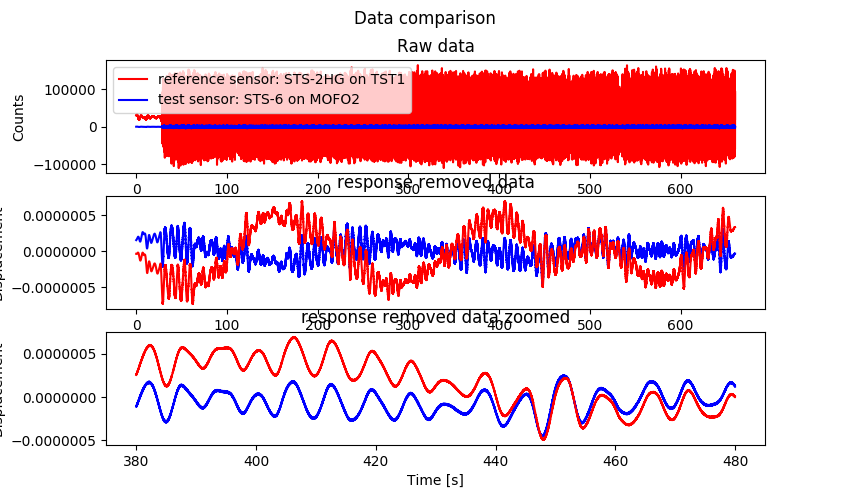 Data comparison
Raw data
reference sensor: STS-2HG on TST1
test sensor: STS-6 on MOFO2
Counts
100000
0
−100000
0 100 200 300 400 500 600
response removed data
0.0000005
0.0000000
−0.0000005
0 100 200 300 400 500 600
response removed data zoomed
Displacement
0.0000005
0.0000000
−0.0000005
380 400 420 440 460 480
Time [s]